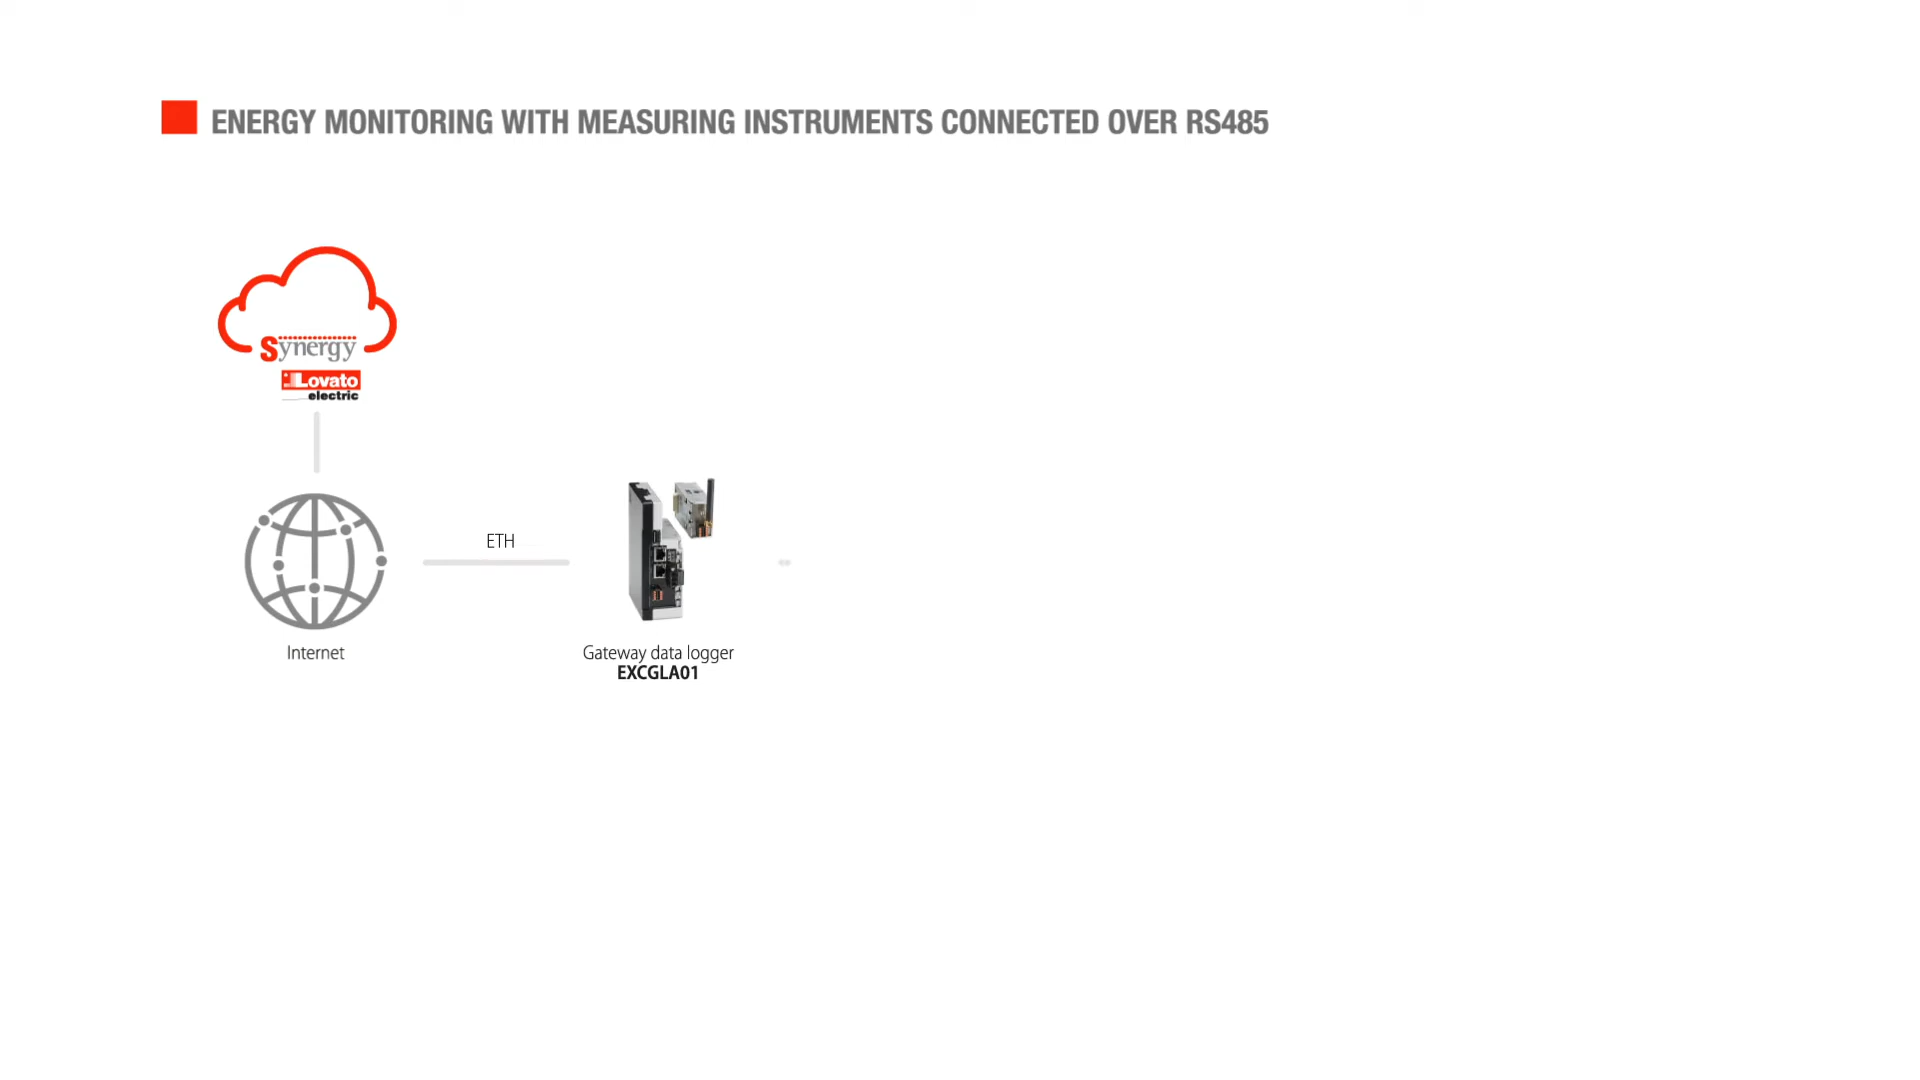 ENERGY MONITORING WITH MEASURING INSTRUMENTS CONNECTED OVER RS485
Synergy
Lovato
electric
ETH
Internet
Gateway data logger
EXCGLA01